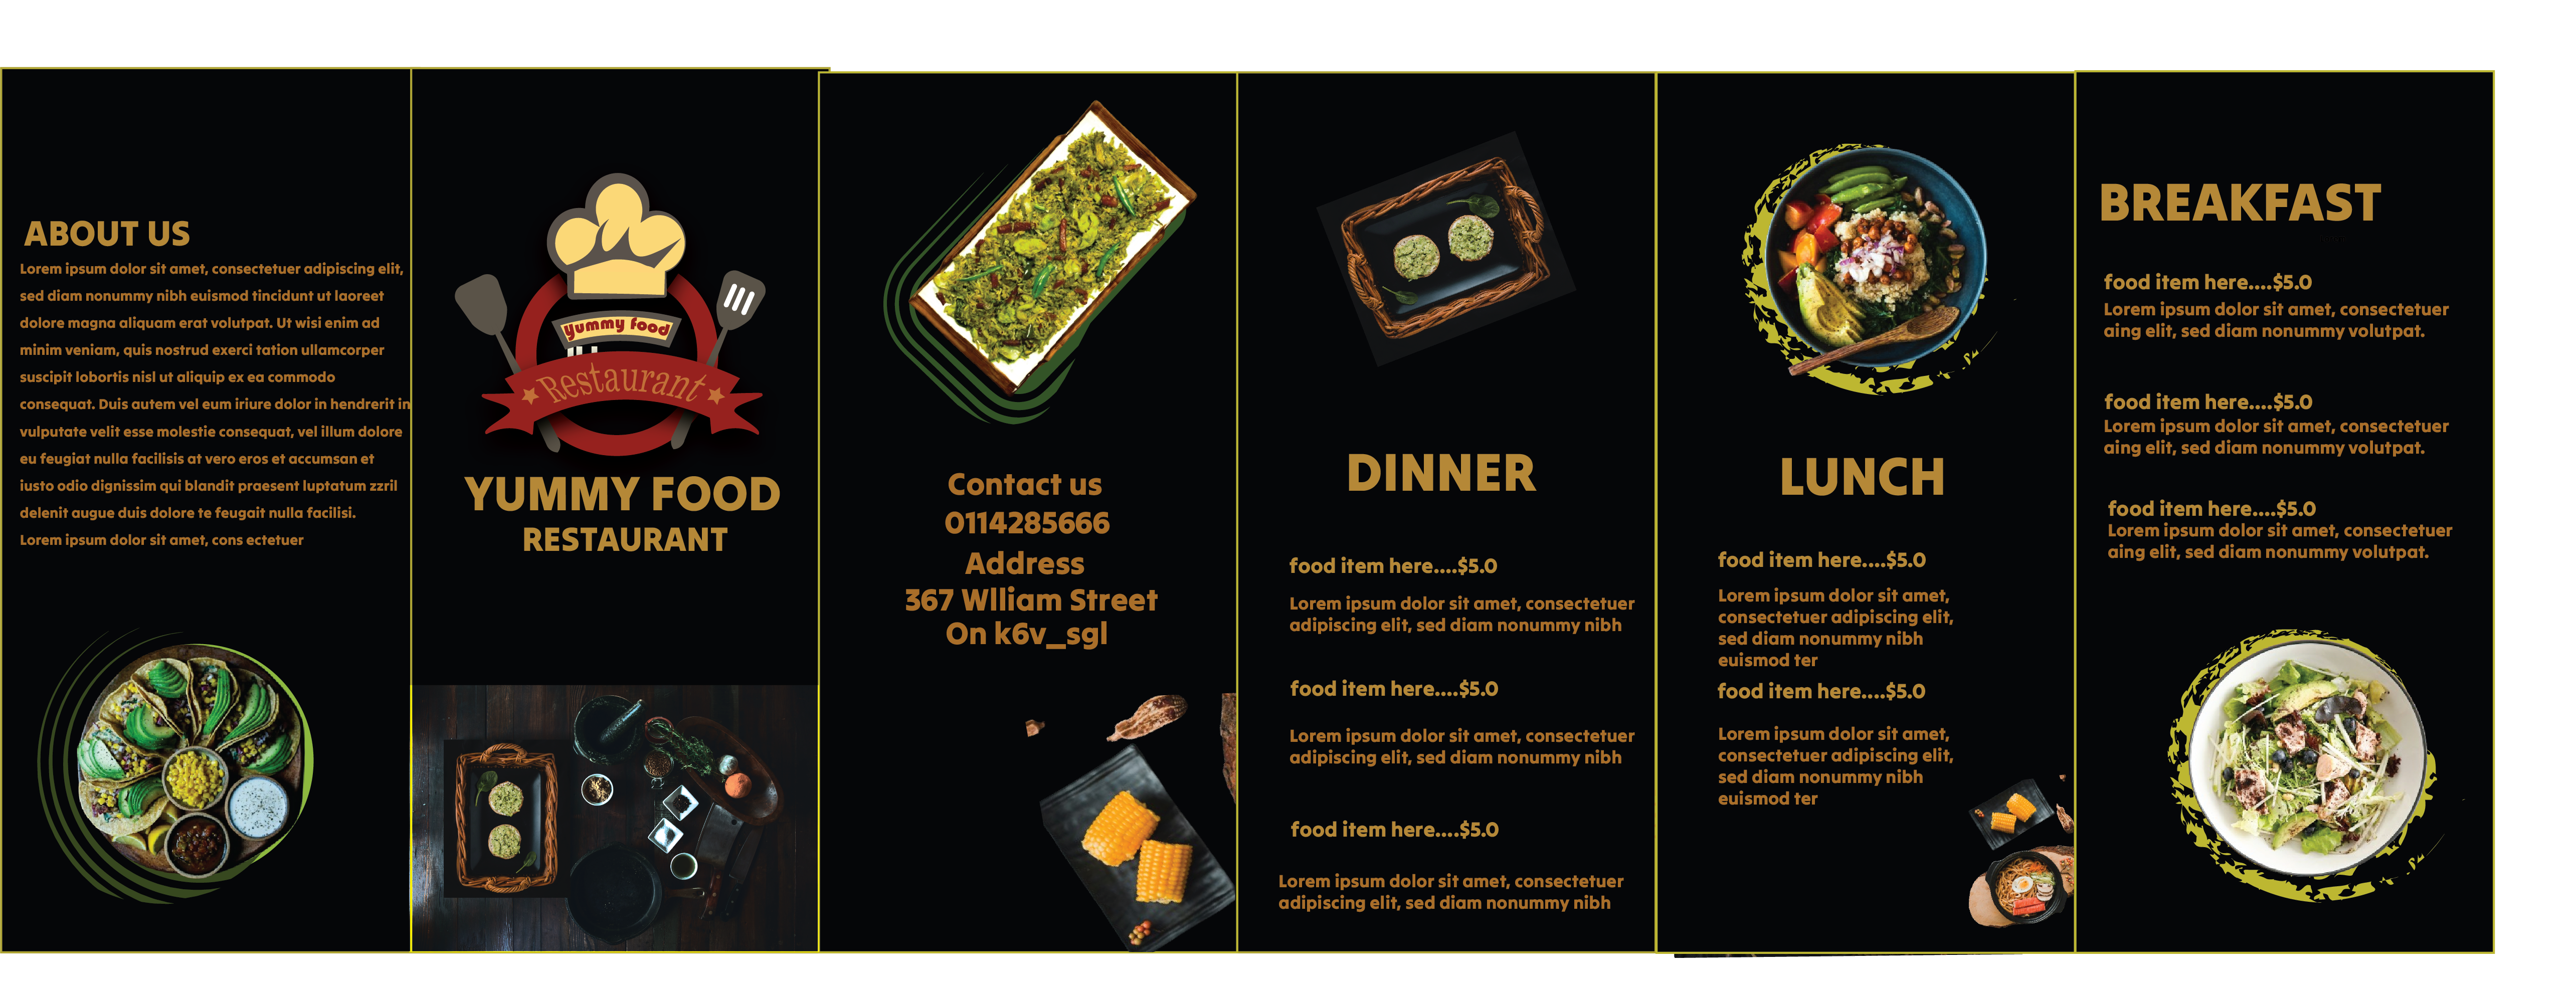 ABOUT US
Lorem ipsum dolor sit amet, consectetuer adipiscing elit,
sed diam nonummy nibh euismod tincidunt ut laoreet
dolore magna aliquam erat volutpat. Ut wisi enim ad
minim veniam, quis nostrud exerci tation ullamcorper
suscipit lobortis nisl ut aliquip ex ea commodo
consequat. Duis autem vel eum iriure dolor in hendrerit in
vulputate velit esse molestie consequat, vel illum dolore
eu feugiat nulla facilisis at vero eros et accumsan et
iusto odio dignissim qui blandit praesent luptatum zzril
delenit augue duis dolore te feugait nulla facilisi.
Lorem ipsum dolor sit amet, cons ectetuer
Yummy food
Restaurant
YUMMY FOOD
RESTAURANT
Contact us
0114285666
Address
367 Wlliam Street
On k6v_sgl
DINNER
food item here....$5.0
Lorem ipsum dolor sit amet, consectetuer
adipiscing elit, sed diam nonummy nibh
food item here....$5.0
Lorem ipsum dolor sit amet, consectetuer
adipiscing elit, sed diam nonummy nibh
food item here....$5.0
Lorem ipsum dolor sit amet, consectetuer
adipiscing elit, sed diam nonummy nibh
LUNCH
food item here....$5.0
Lorem ipsum dolor sit amet,
consectetuer adipiscing elit,
sed diam nonummy nibh
euismod ter
food item here....$5.0
Lorem ipsum dolor sit amet,
consectetuer adipiscing elit,
sed diam nonummy nibh
euismod ter
BREAKFAST
food item here....$5.0
Lorem ipsum dolor sit amet, consectetuer
aing elit, sed diam nonummy volutpat.
food item here....$5.0
Lorem ipsum dolor sit amet, consectetuer
aing elit, sed diam nonummy volutpat.
food item here....$5.0
Lorem ipsum dolor sit amet, consectetuer
aing elit, sed diam nonummy volutpat.